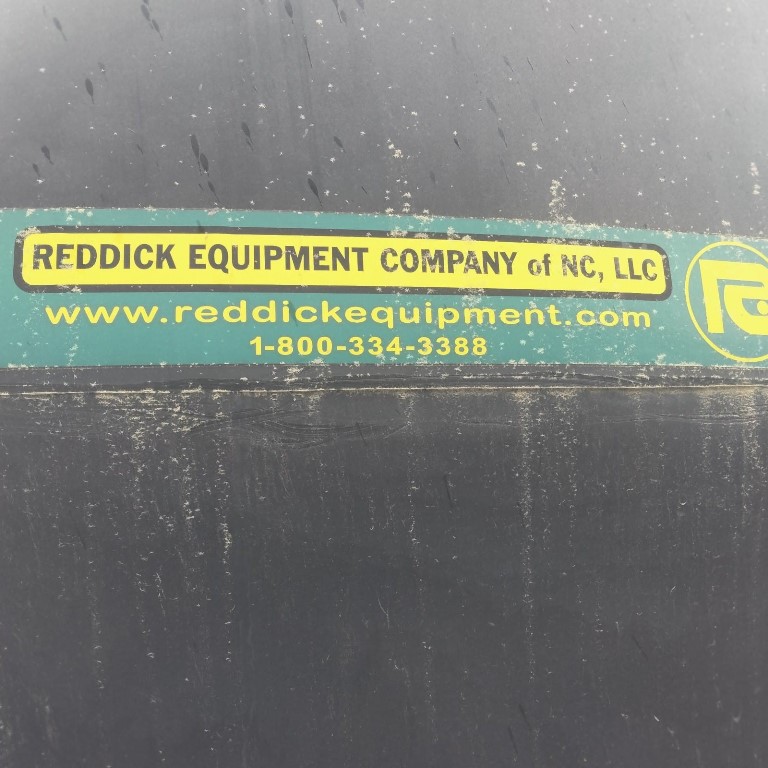 REDDICK EQUIPMENT COMPANY of NC, LLC
www.reddickequipment.com
1-800-334-3388